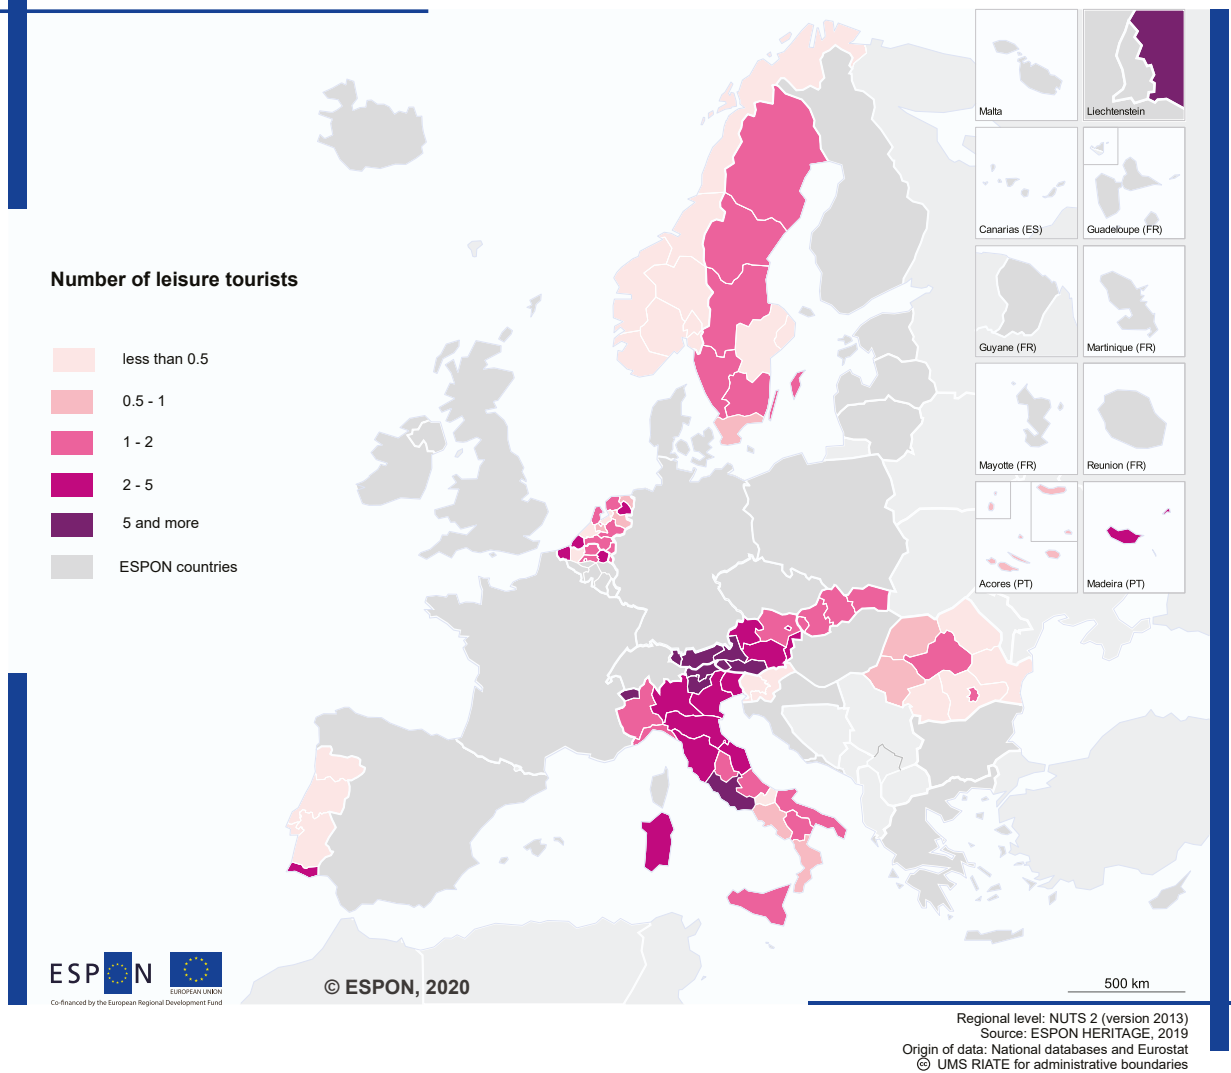 Malta
Liechtenstein
Canarias (ES)
Guadeloupe (FR)
Guyane (FR)
Martinique (FR)
Mayotte (FR)
Reunion (FR)
Acores (PT)
Madeira (PT)
Number of leisure tourists
less than 0.5
0.5 - 1
1 - 2
2 - 5
5 and more
ESPON countries
ESPON
EUROPEAN UNION
Co-financed by the European Regional Development Fund
© ESPON, 2020
500 km
Regional level: NUTS 2 (version 2013)
Source: ESPON HERITAGE, 2019
Origin of data: National databases and Eurostat
cc UMS RIATE for administrative boundaries